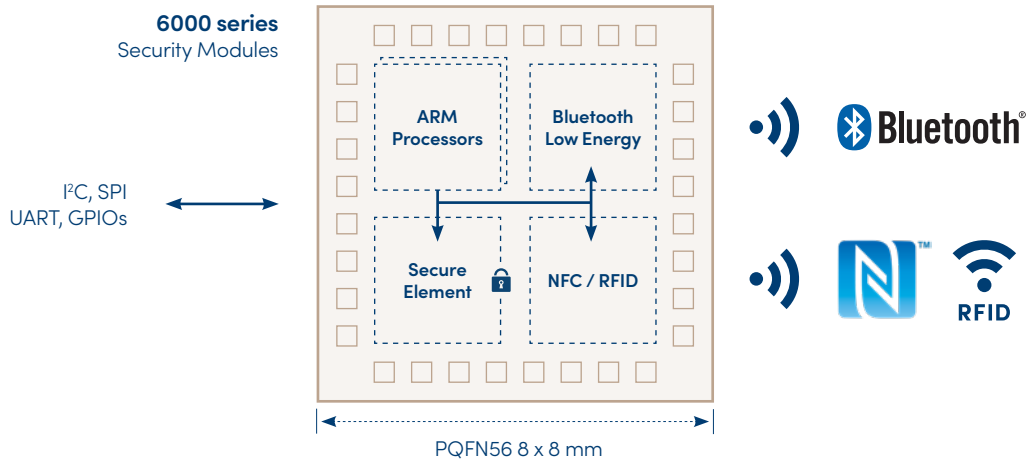 6000 series
Security Modules
ARM
Processors
Bluetooth
Low Energy
Bluetooth®
I²C, SPI
UART, GPIOs
Secure
Element
NFC / RFID
N™
RFID
PQFN56 8 x 8 mm